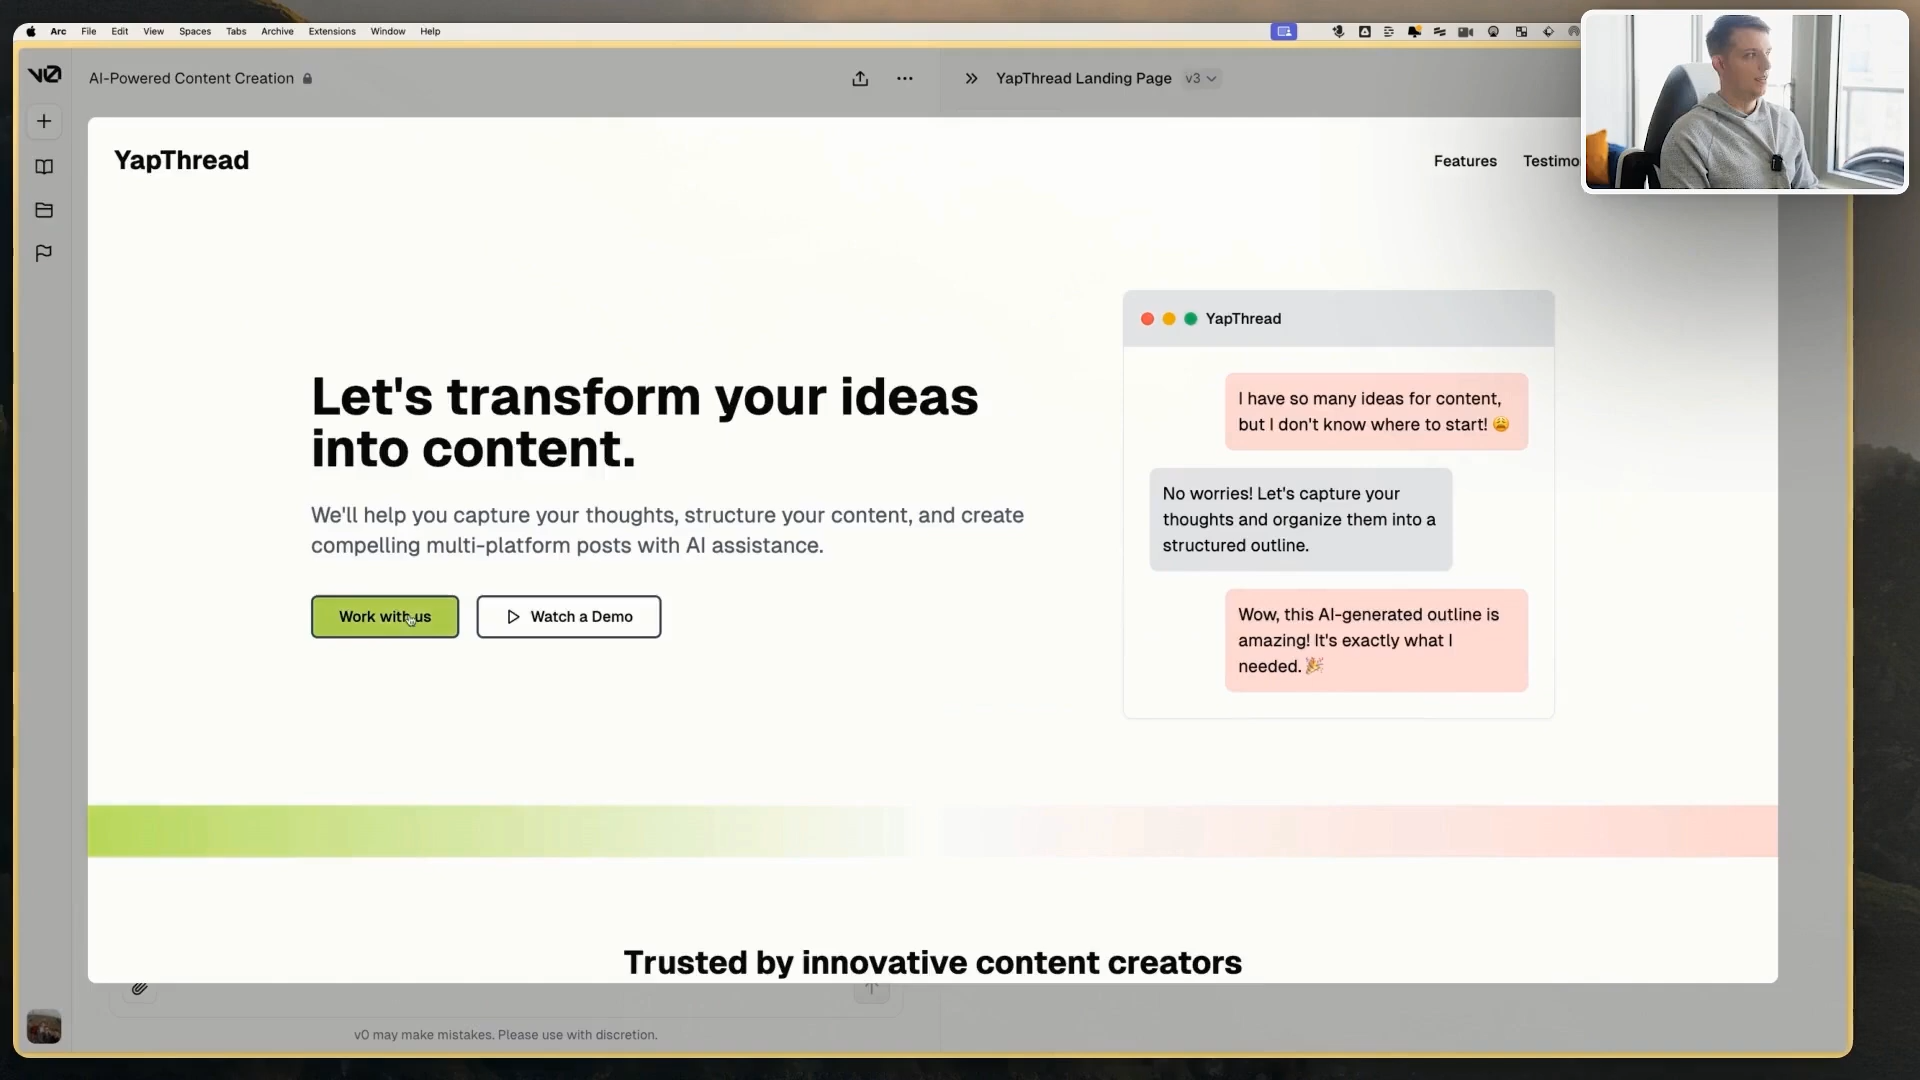 Arc File Edit View Spaces Tabs Archive Extensions Window Help
v0
AI-Powered Content Creation
YapThread Landing Page v3
YapThread
Features
Let's transform your ideas
into content.
We'll help you capture your thoughts, structure your content, and create
compelling multi-platform posts with AI assistance.
Work with us
Watch a Demo
YapThread
I have so many ideas for content,
but I don't know where to start! 😩
No worries! Let's capture your
thoughts and organize them into a
structured outline.
Wow, this AI-generated outline is
amazing! It's exactly what I
needed. 🎉
Trusted by innovative content creators
v0 may make mistakes. Please use with discretion.